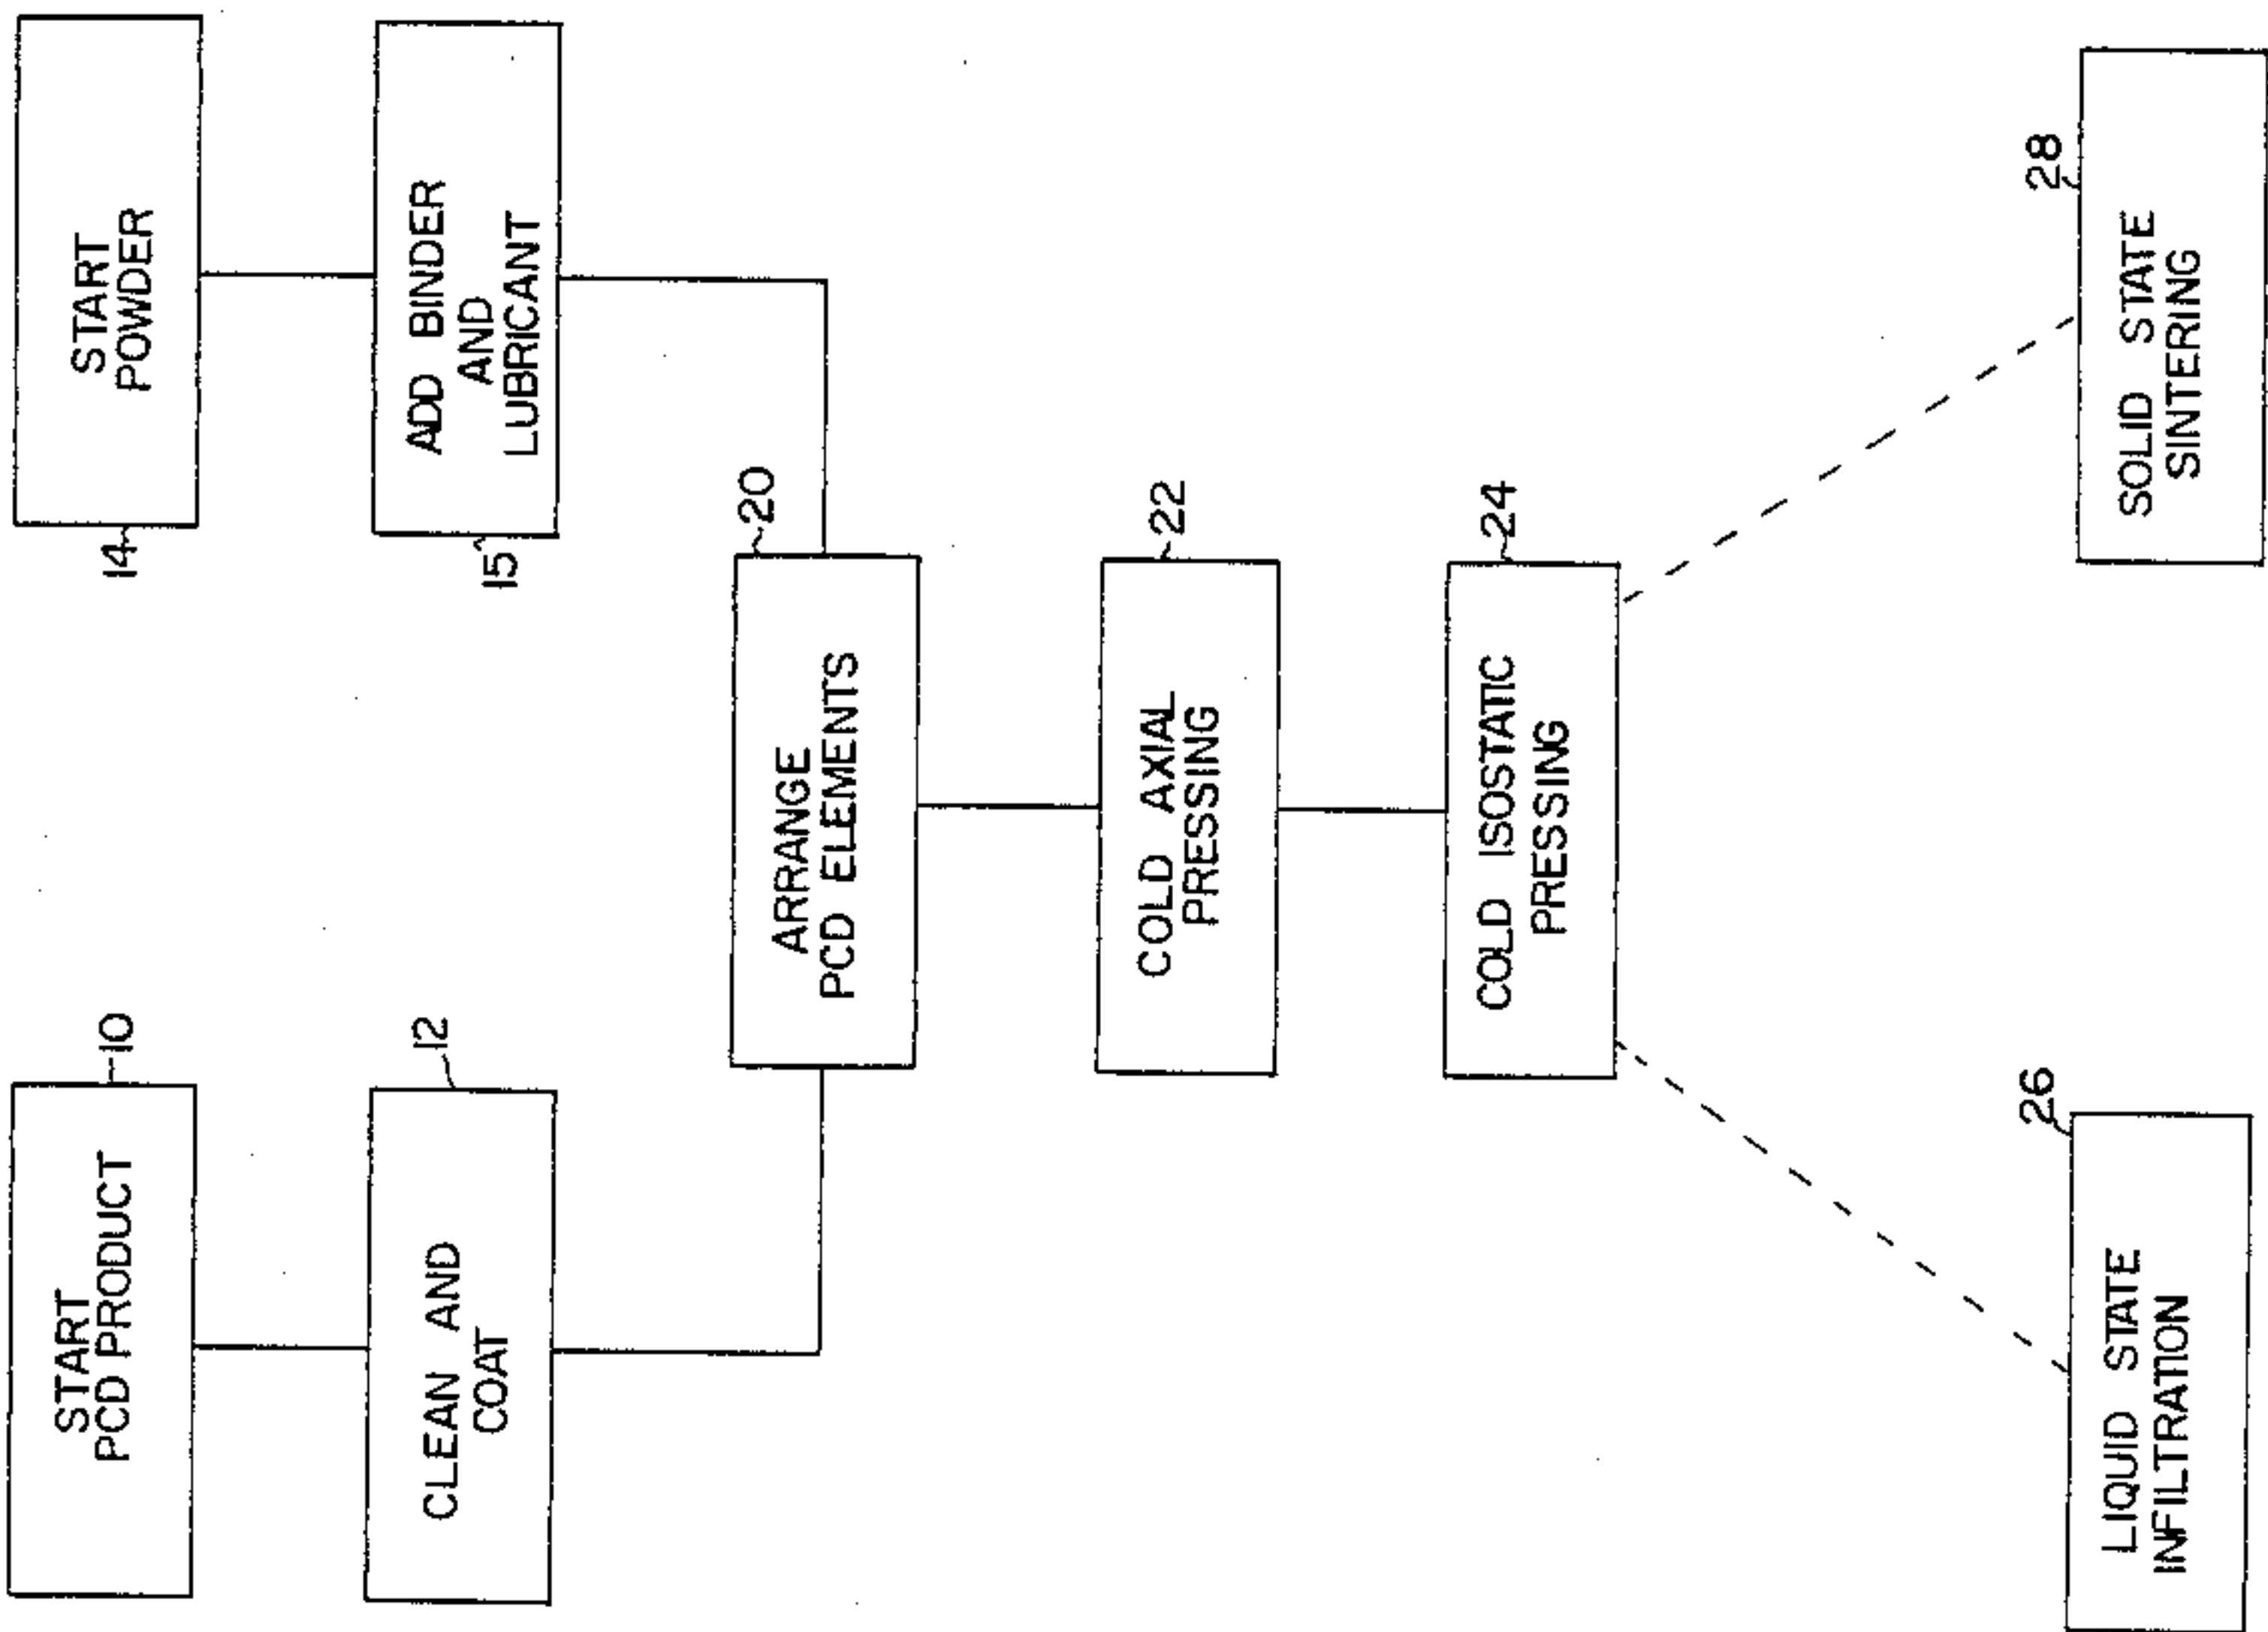 10
START
PCD PRODUCT
14
START
POWDER
12
CLEAN AND
COAT
15
ADD BINDER
AND
LUBRICANT
20
ARRANGE
PCD ELEMENTS
22
COLD AXIAL
PRESSING
24
COLD ISOSTATIC
PRESSING
26
LIQUID STATE
INFILTRATION
28
SOLID STATE
SINTERING